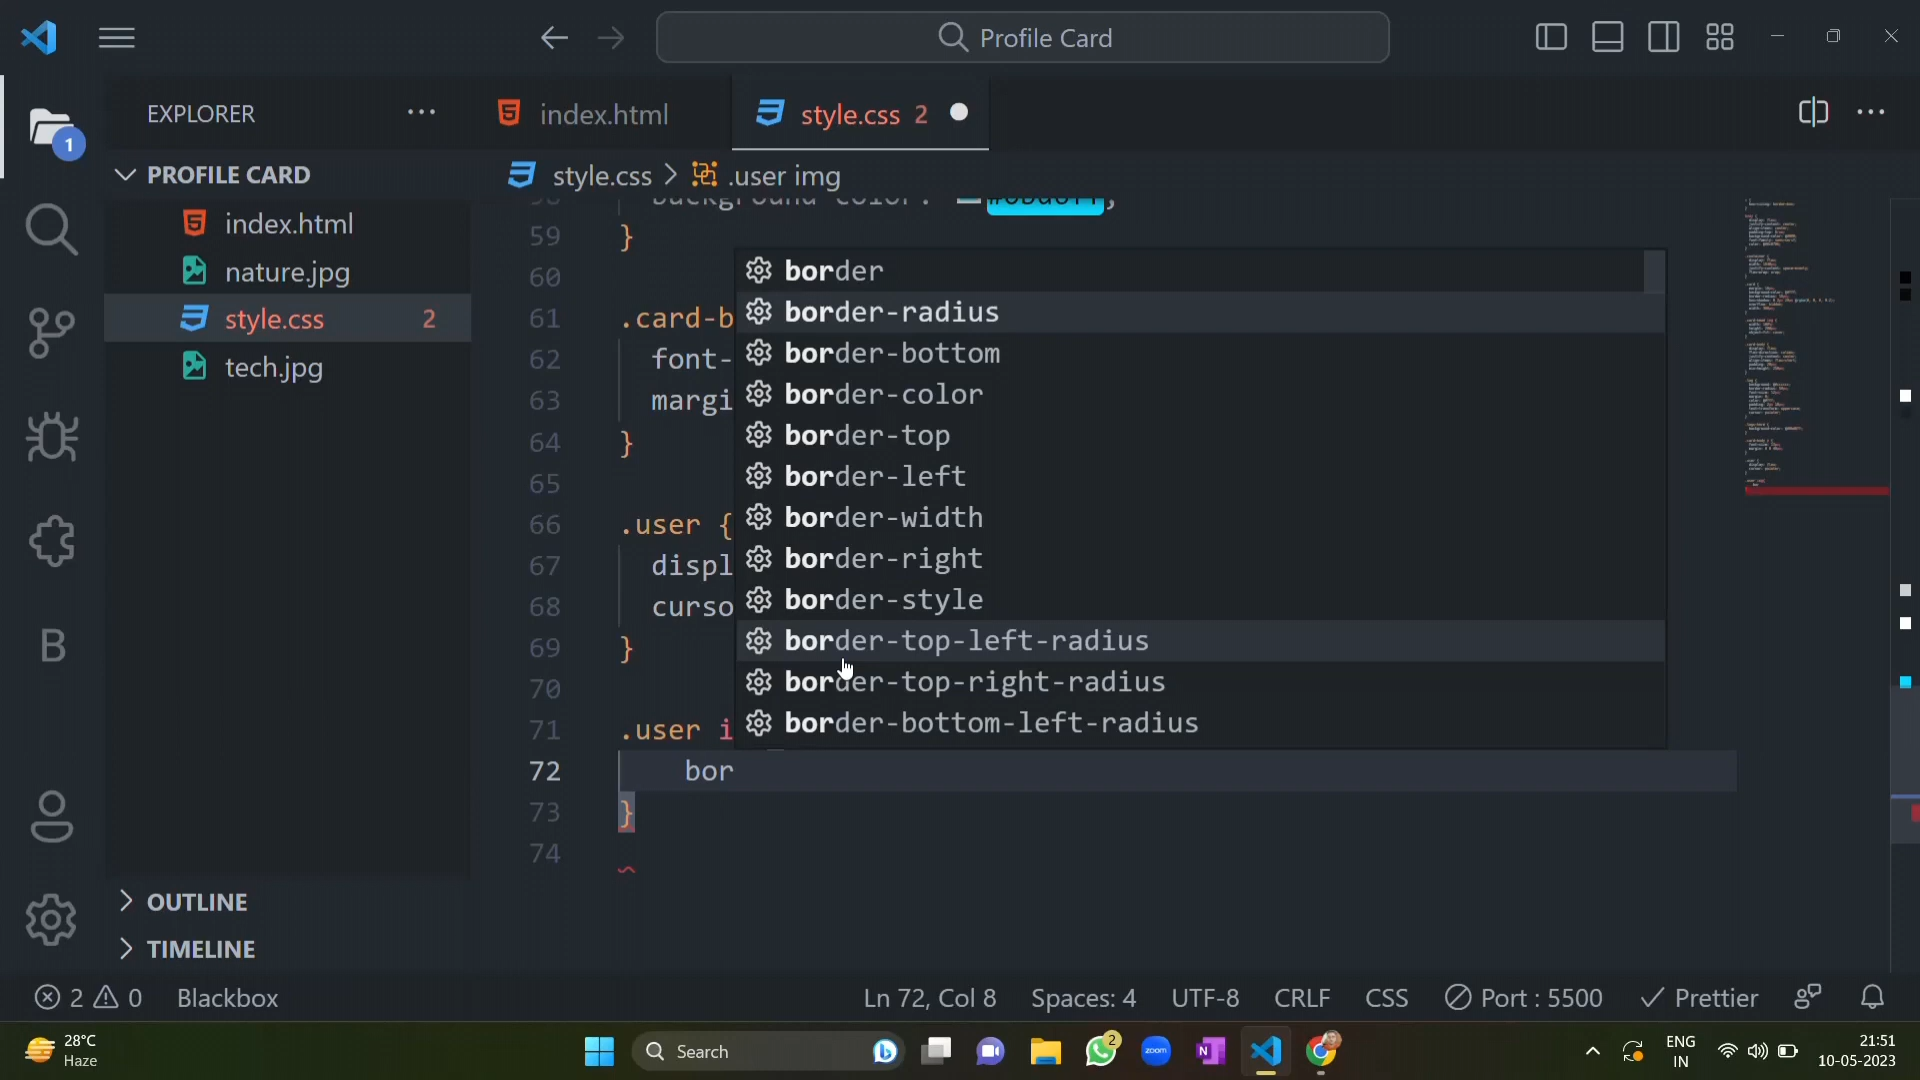 Profile Card
EXPLORER
index.html
style.css 2
1
PROFILE CARD
style.css > .user img
index.html
nature.jpg
style.css 2
tech.jpg
59 }
60
61 .card-b
62 font-
63 margi
64 }
65
66 .user {
67 displ
68 curso
69 }
70
71 .user i
72 bor
73 }
74
border
border-radius
border-bottom
border-color
border-top
border-left
border-width
border-right
border-style
border-top-left-radius
border-top-right-radius
border-bottom-left-radius
B
OUTLINE
TIMELINE
2 0 Blackbox Ln 72, Col 8 Spaces: 4 UTF-8 CRLF CSS Port : 5500 Prettier
28°C
Haze
Search
2
zoom
N
ENG
IN
21:51
10-05-2023